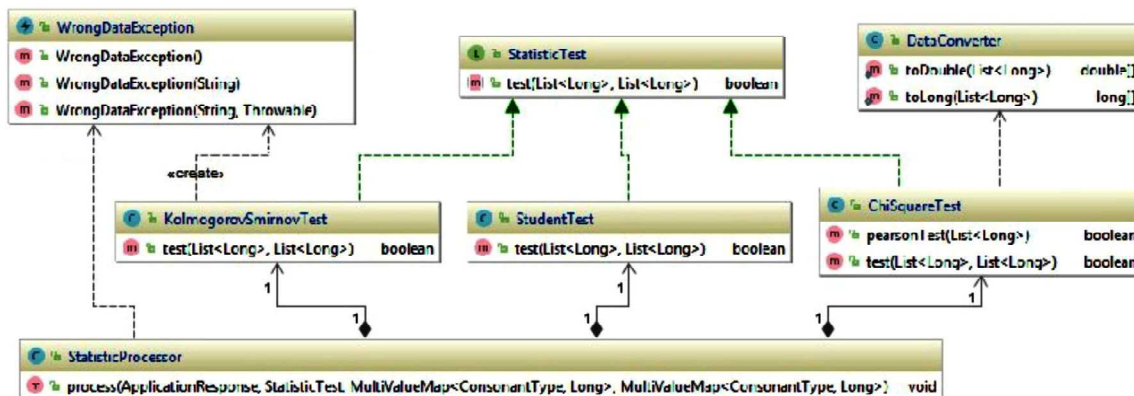 WrongDataException
WrongDataException()
WrongDataException(String)
WrongDataException(String, Throwable)
StatisticTest
test(List<Long>, List<Long>) boolean
DataConverter
toDouble(List<Long>) double[]
toLong(List<Long>) long[]
«create»
KolmogorovSmirnovTest
test(List<Long>, List<Long>) boolean
StudentTest
test(List<Long>, List<Long>) boolean
ChiSquareTest
pearsonTest(List<Long>) boolean
test(List<Long>, List<Long>) boolean
1 1 1
1 1 1
StatisticProcessor
process(ApplicationResponse, StatisticTest, MultiValueMap<ConsonantType, Long>, MultiValueMap<ConsonantType, Long>) void